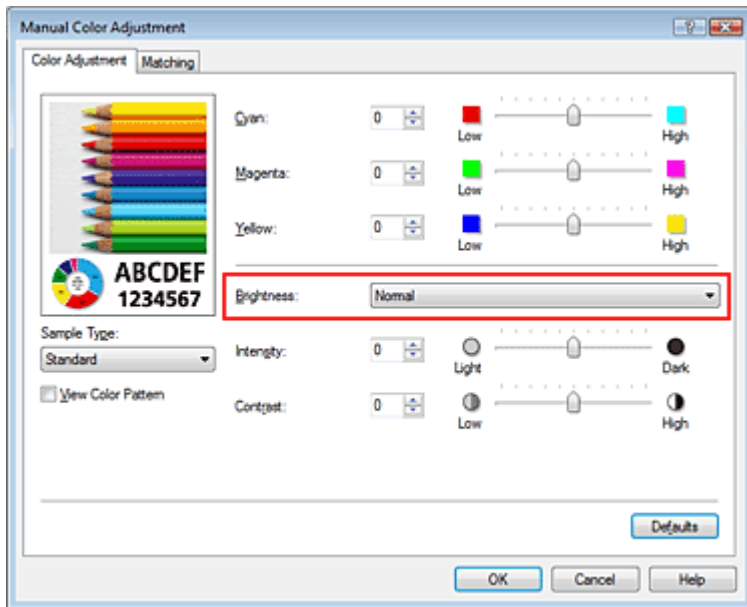 Manual Color Adjustment
Color Adjustment
Matching
Cyan: 0 Low High
Magenta: 0 Low High
Yellow: 0 Low High
ABCDEF
1234567
Brightness: Normal
Sample Type:
Standard
Intensity: 0 Light Dark
View Color Pattern
Contrast: 0 Low High
Defaults
OK Cancel Help